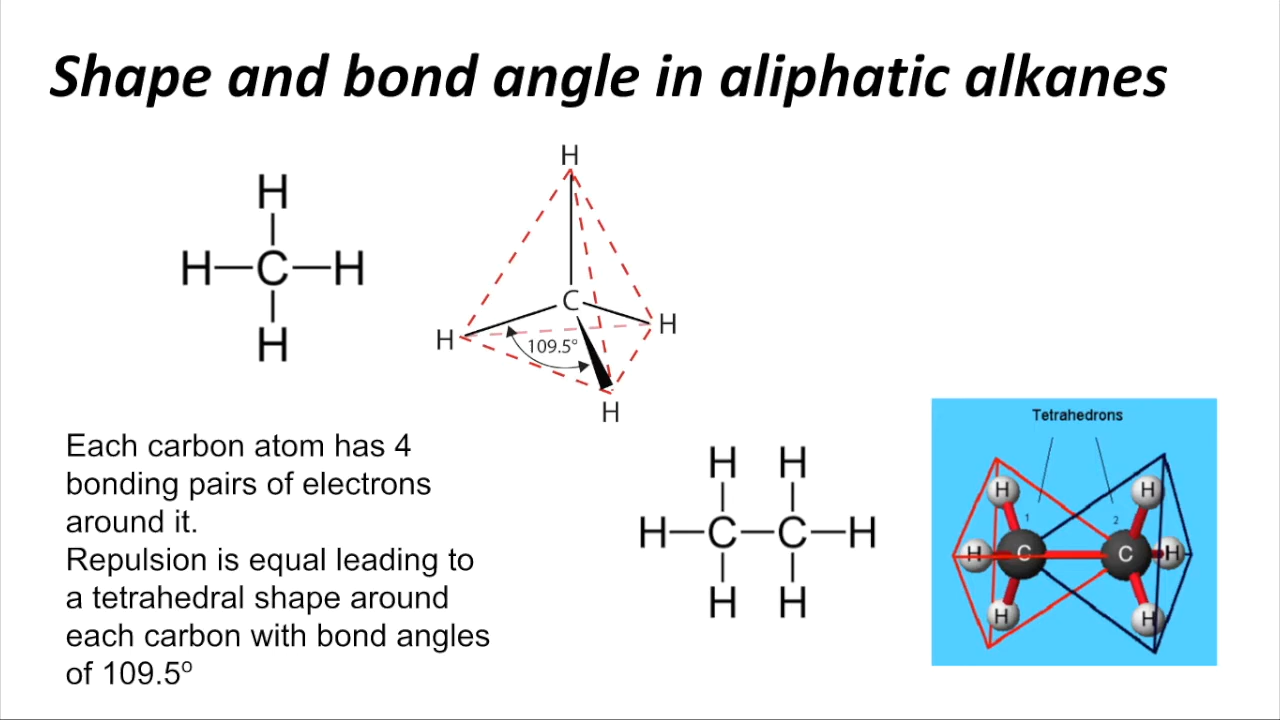 Shape and bond angle in aliphatic alkanes
H
H
H–C–H
H
C
H
H
109.5°
H
Each carbon atom has 4
bonding pairs of electrons
around it.
Repulsion is equal leading to
a tetrahedral shape around
each carbon with bond angles
of 109.5º
H H
H–C–C–H
H H
Tetrahedrons
H H
1 2
H C C H
H H